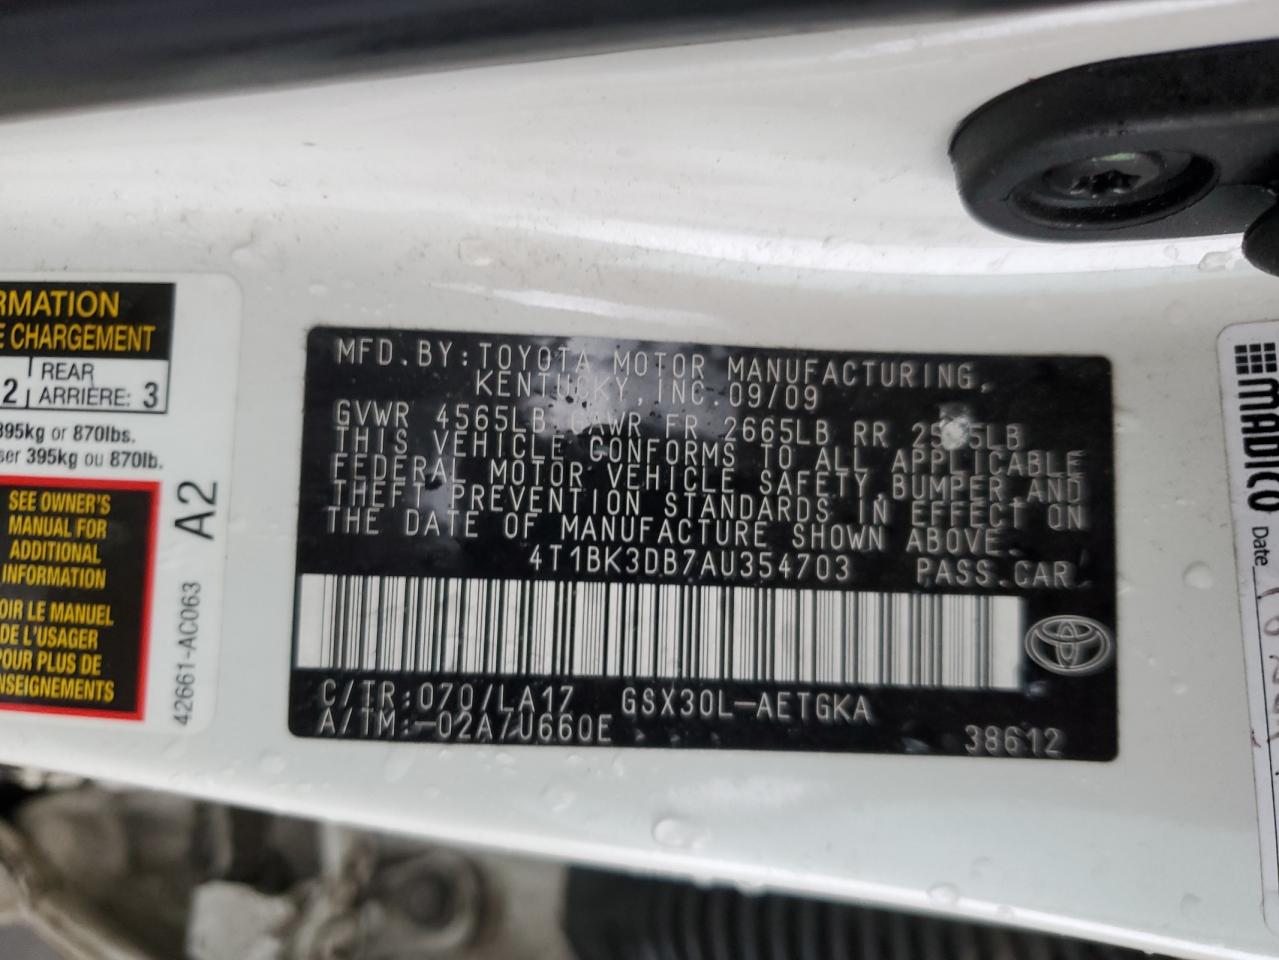 RMATION
E CHARGEMENT
2 REAR
ARRIERE: 3
395kg or 870lbs.
ser 395kg ou 870lb.
SEE OWNER'S
MANUAL FOR
ADDITIONAL
INFORMATION
OIR LE MANUEL
DE L'USAGER
POUR PLUS DE
NSEIGNEMENTS
A2
42661-AC063
MFD.BY:TOYOTA MOTOR MANUFACTURING,
KENTUCKY, INC. 09/09
GVWR 4565LB GAWR FR 2665LB RR
THIS VEHICLE CONFORMS TO ALL APPLICABLE
FEDERAL MOTOR VEHICLE SAFETY, BUMPER, AND
THEFT PREVENTION STANDARDS IN EFFECT ON
THE DATE OF MANUFACTURE SHOWN ABOVE.
4T1BK3DB7AU354703 PASS.CAR
C/TR:070/LA17 GSX30L-AETGKA
A/TM:-02A/U660E
38612
MADICO
Date